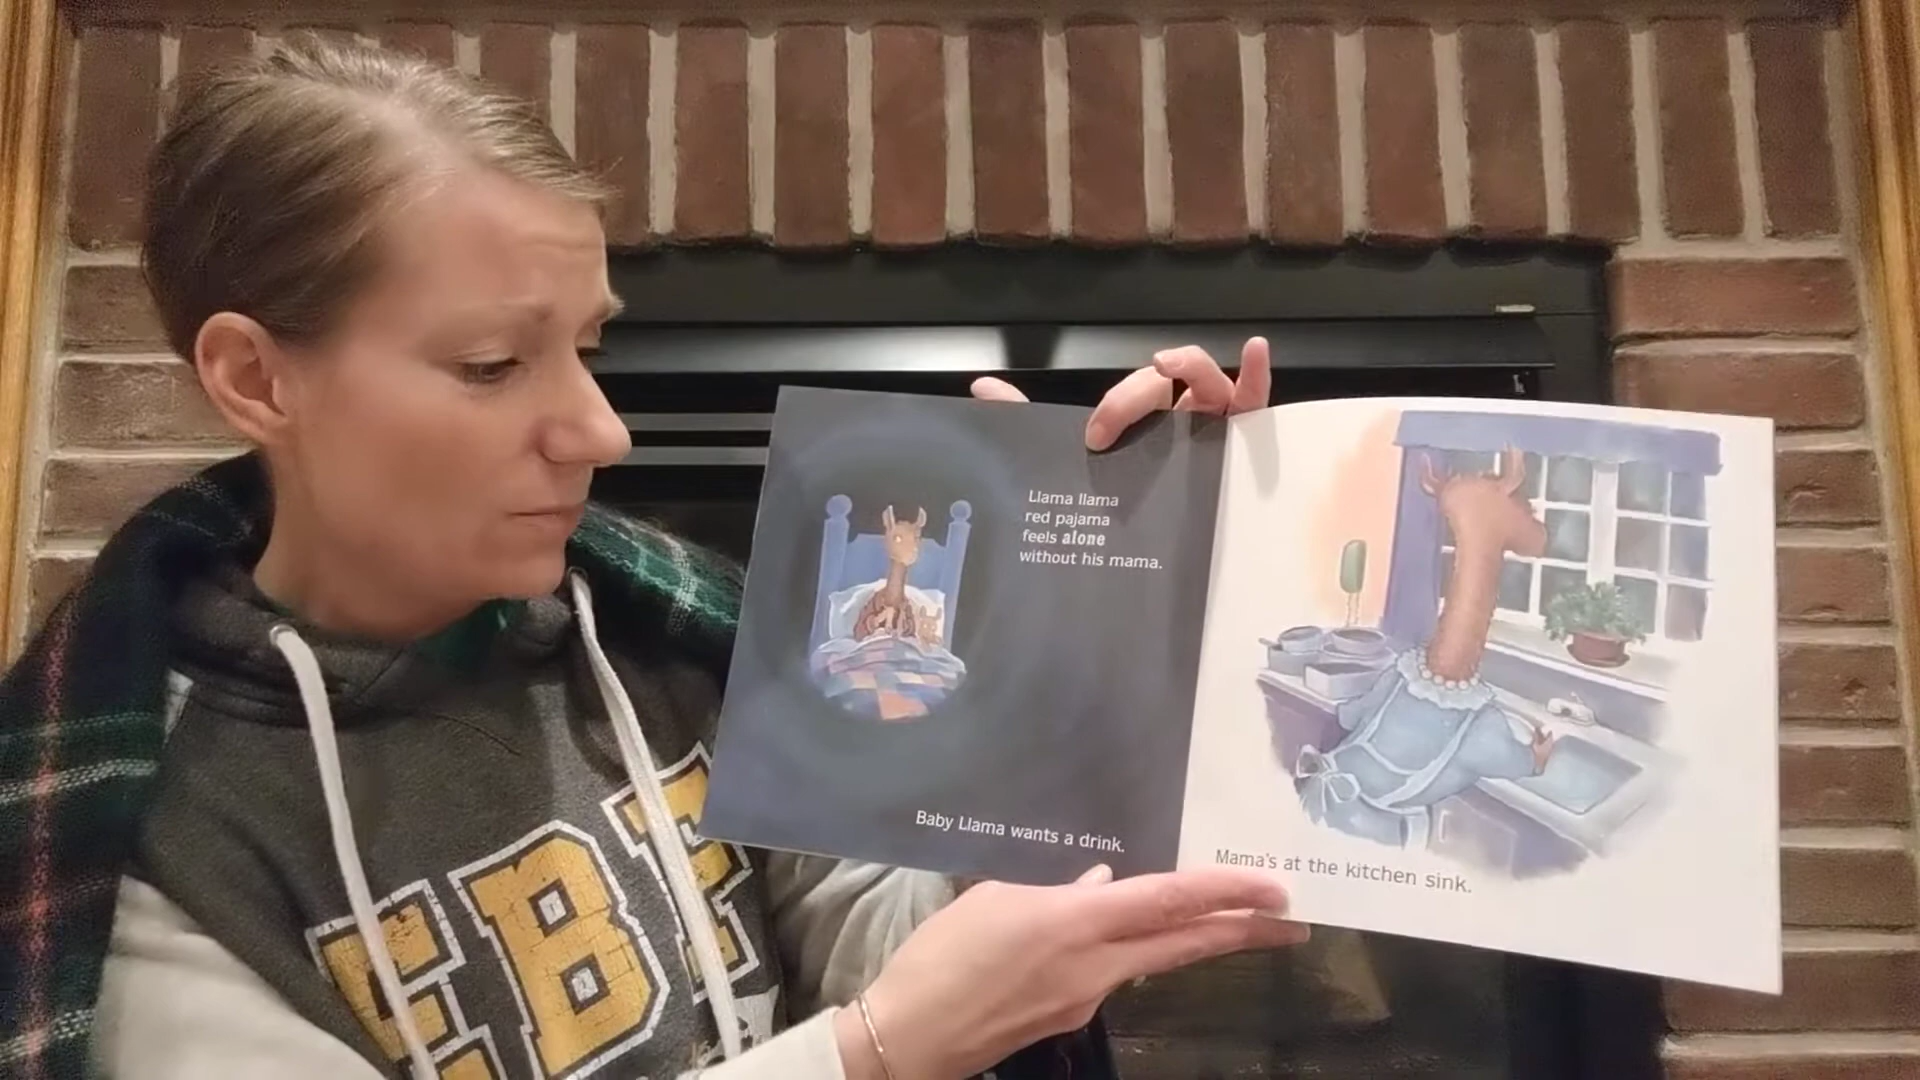 Llama llama
red pajama
feels alone
without his mama.
Baby Llama wants a drink.
Mama's at the kitchen sink.